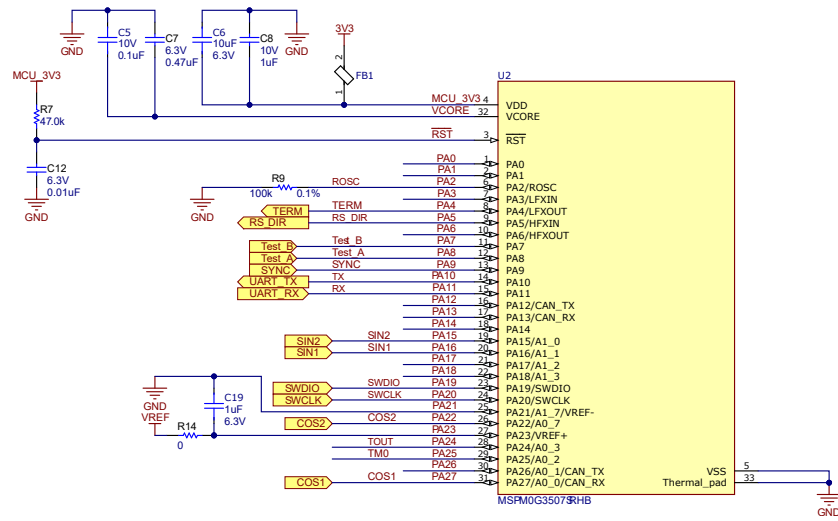 C5
10V
0.1uF
GND
C7
6.3V
0.47uF
C6
10uF
6.3V
C8
10V
1uF
GND
3V3
2
1
FB1
MCU_3V3
R7
47.0k
C12
6.3V
0.01uF
GND
U2
MCU_3V3 4 VDD
VCORE 32 VCORE
RST 3 RST
PA0 1 PA0
PA1 2 PA1
R9 100k 0.1% GND ROSC PA2 6 PA2/ROSC
PA3 7 PA3/LFXIN
TERM TERM PA4 8 PA4/LFXOUT
RS_DIR RS_DIR PA5 9 PA5/HFXIN
PA6 10 PA6/HFXOUT
Test_B Test_B PA7 11 PA7
Test_A Test_A PA8 12 PA8
SYNC SYNC PA9 13 PA9
UART_TX TX PA10 14 PA10
UART_RX RX PA11 15 PA11
PA12 16 PA12/CAN_TX
PA13 17 PA13/CAN_RX
PA14 18 PA14
SIN2 SIN2 PA15 19 PA15/A1_0
SIN1 SIN1 PA16 20 PA16/A1_1
PA17 21 PA17/A1_2
PA18 22 PA18/A1_3
SWDIO SWDIO PA19 23 PA19/SWDIO
SWCLK SWCLK PA20 24 PA20/SWCLK
PA21 25 PA21/A1_7/VREF-
COS2 COS2 PA22 26 PA22/A0_7
PA23 27 PA23/VREF+
TOUT PA24 28 PA24/A0_3
TM0 PA25 29 PA25/A0_2
PA26 30 PA26/A0_1/CAN_TX
COS1 COS1 PA27 31 PA27/A0_0/CAN_RX
GND
VREF
R14
0
C19
1uF
6.3V
VSS 5
Thermal_pad 33
GND
MSPM0G3507SRHB